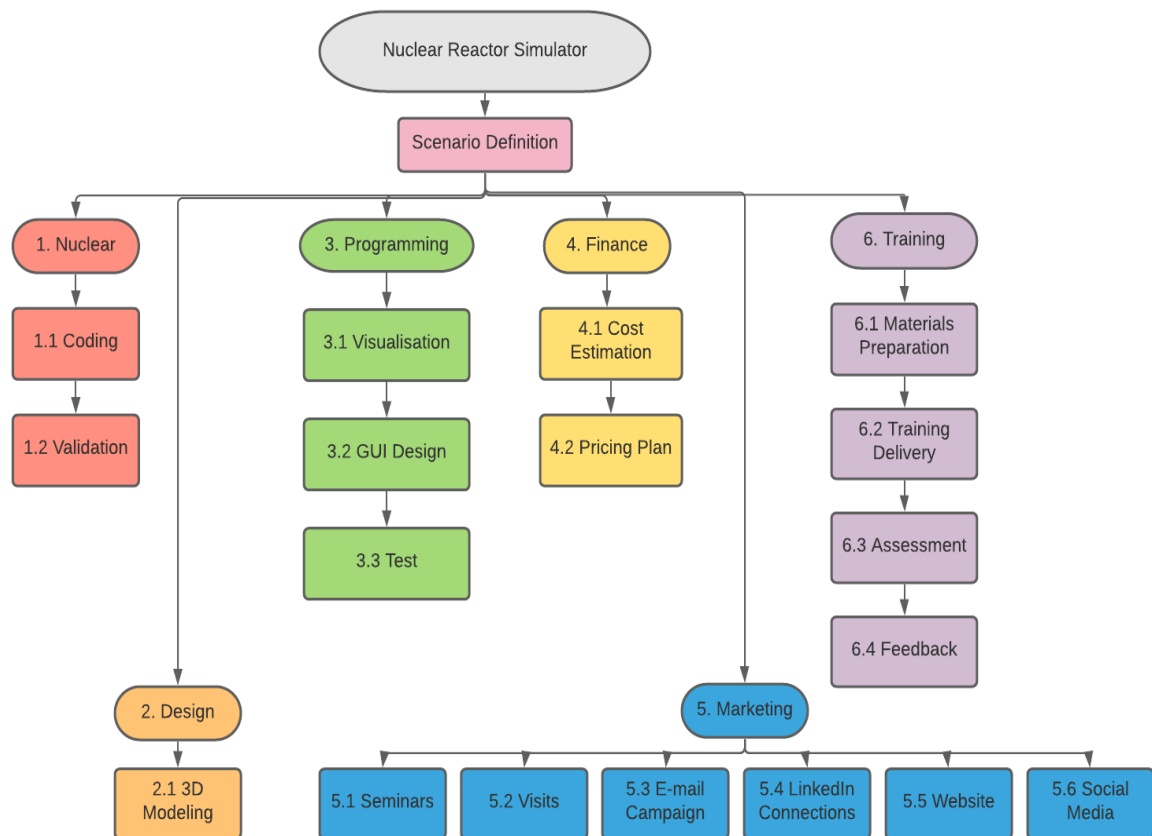 Nuclear Reactor Simulator
Scenario Definition
1. Nuclear
3. Programming
4. Finance
6. Training
1.1 Coding
3.1 Visualisation
4.1 Cost
Estimation
6.1 Materials
Preparation
1.2 Validation
3.2 GUI Design
4.2 Pricing Plan
6.2 Training
Delivery
3.3 Test
6.3 Assessment
6.4 Feedback
2. Design
5. Marketing
2.1 3D
Modeling
5.1 Seminars
5.2 Visits
5.3 E-mail
Campaign
5.4 LinkedIn
Connections
5.5 Website
5.6 Social
Media